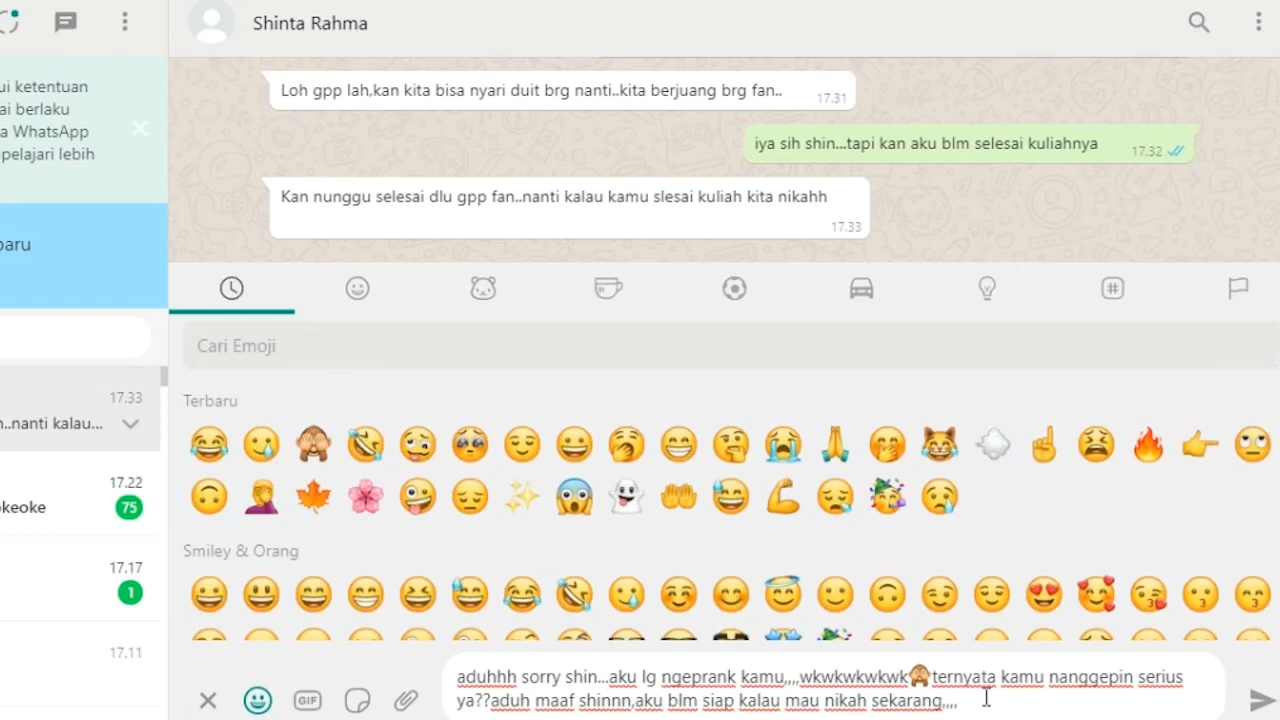 Shinta Rahma
ui ketentuan
ai berlaku
a WhatsApp
pelajari lebih
baru
17.33
n..nanti kalau...
17.22
okeoke
75
17.17
1
17.11
Loh gpp lah,kan kita bisa nyari duit brg nanti..kita berjuang brg fan..
17.31
iya sih shin...tapi kan aku blm selesai kuliahnya
17.32
Kan nunggu selesai dlu gpp fan..nanti kalau kamu slesai kuliah kita nikahh
17.33
Cari Emoji
Terbaru
Smiley & Orang
GIF
aduhhh sorry shin...aku lg ngeprank kamu,,,,wkwkwkwkwk🙈ternyata kamu nanggepin serius
ya??aduh maaf shinnn,aku blm siap kalau mau nikah sekarang,,,,